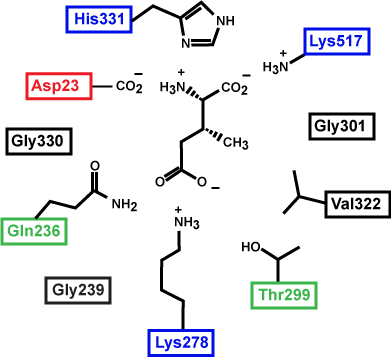 His331
NH
N
Lys517
+
H₃N
Asp23
CO₂⁻
+
H₃N
CO₂⁻
CH₃
Gly301
Gly330
O
NH₂
O
O
−
Val322
Gln236
+
NH₃
HO
Gly239
Thr299
Lys278